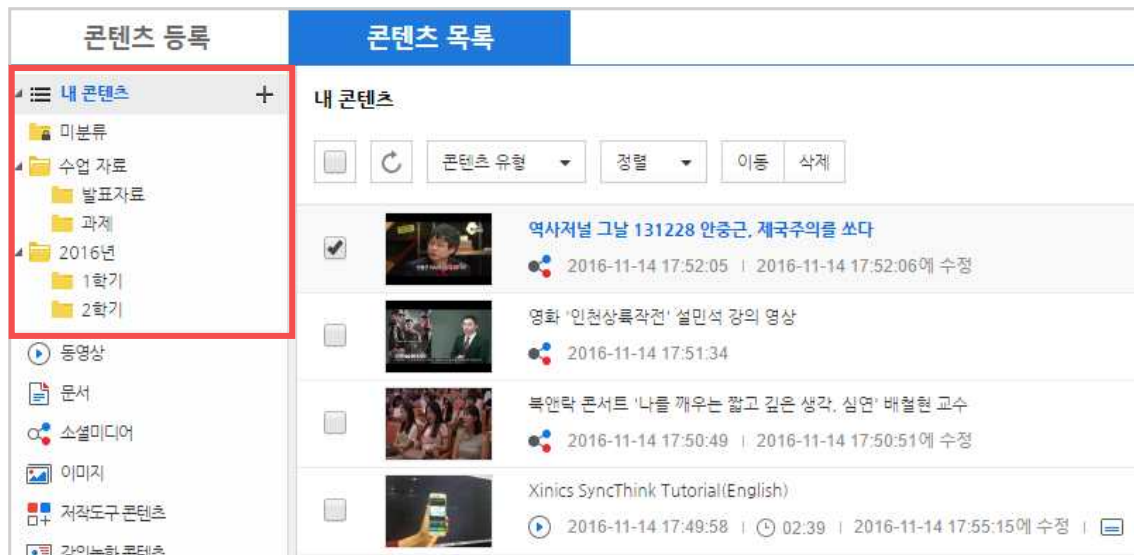 콘텐츠 등록
콘텐츠 목록
내 콘텐츠 +
미분류
수업 자료
발표자료
과제
2016년
1학기
2학기
동영상
문서
소셜미디어
이미지
저작도구 콘텐츠
강의녹화 콘텐츠
내 콘텐츠
콘텐츠 유형 정렬 이동 삭제
역사저널 그날 131228 안중근, 제국주의를 쏘다
2016-11-14 17:52:05 | 2016-11-14 17:52:06에 수정
영화 '인천상륙작전' 설민석 강의 영상
2016-11-14 17:51:34
북앤락 콘서트 '나를 깨우는 짧고 깊은 생각, 심연' 배철현 교수
2016-11-14 17:50:49 | 2016-11-14 17:50:51에 수정
Xinics SyncThink Tutorial(English)
2016-11-14 17:49:58 | 02:39 | 2016-11-14 17:55:15에 수정 |